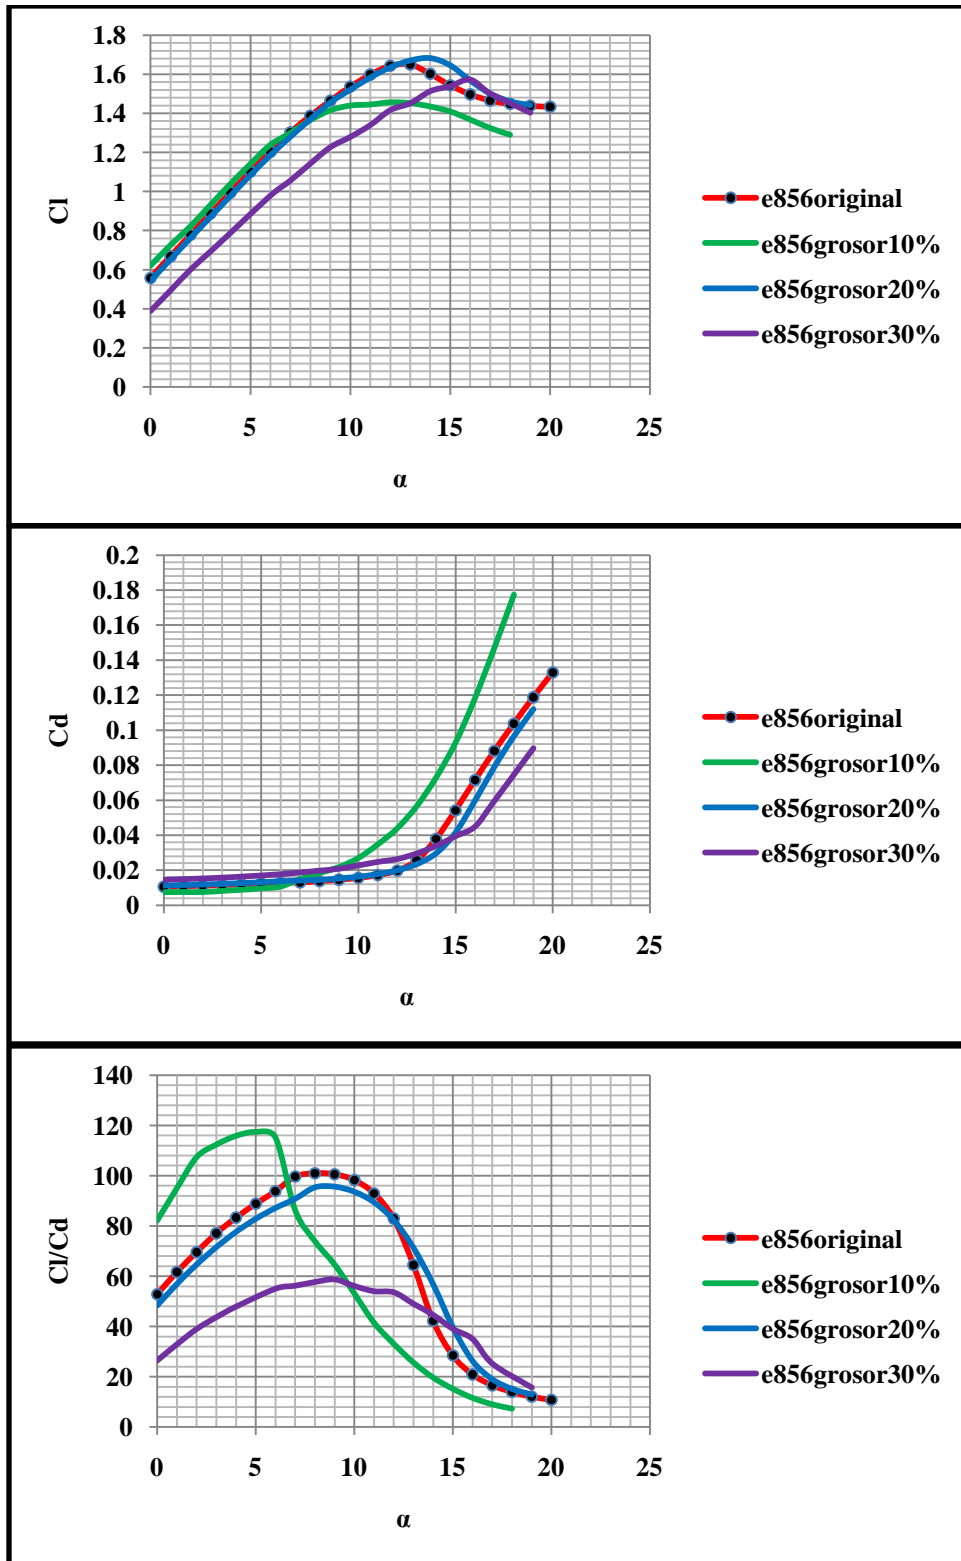 1.8
1.6
1.4
1.2
1
0.8
0.6
0.4
0.2
0
Cl
0 5 10 15 20 25
α
e856original
e856grosor10%
e856grosor20%
e856grosor30%
0.2
0.18
0.16
0.14
0.12
0.1
0.08
0.06
0.04
0.02
0
Cd
0 5 10 15 20 25
α
e856original
e856grosor10%
e856grosor20%
e856grosor30%
140
120
100
80
60
40
20
0
Cl/Cd
0 5 10 15 20 25
α
e856original
e856grosor10%
e856grosor20%
e856grosor30%